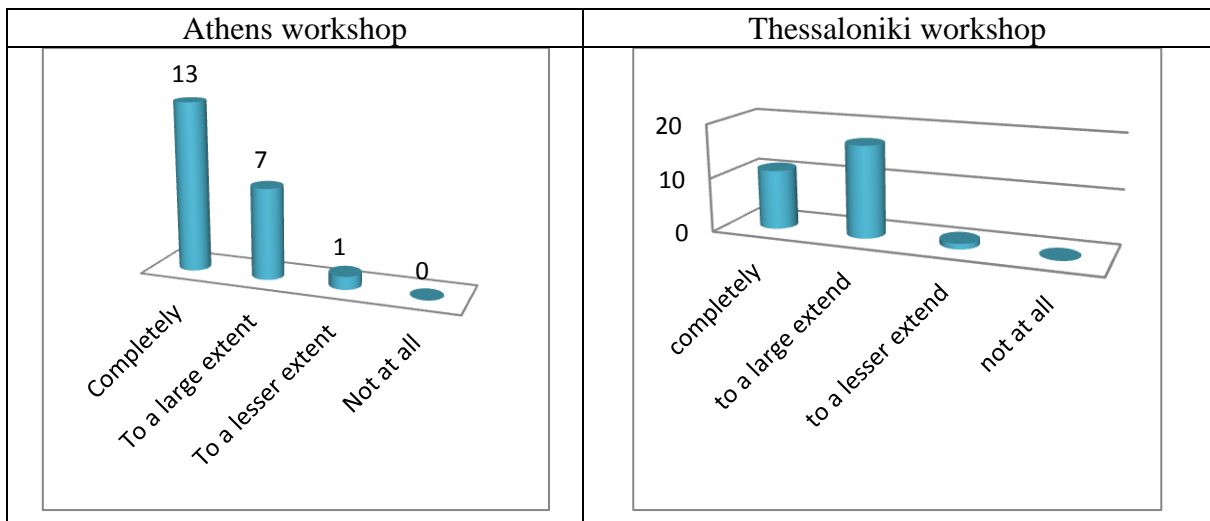 Athens workshop
Thessaloniki workshop
13
7
1
0
Completely
To a large extent
To a lesser extent
Not at all
20
10
0
completely
to a large extend
to a lesser extend
not at all